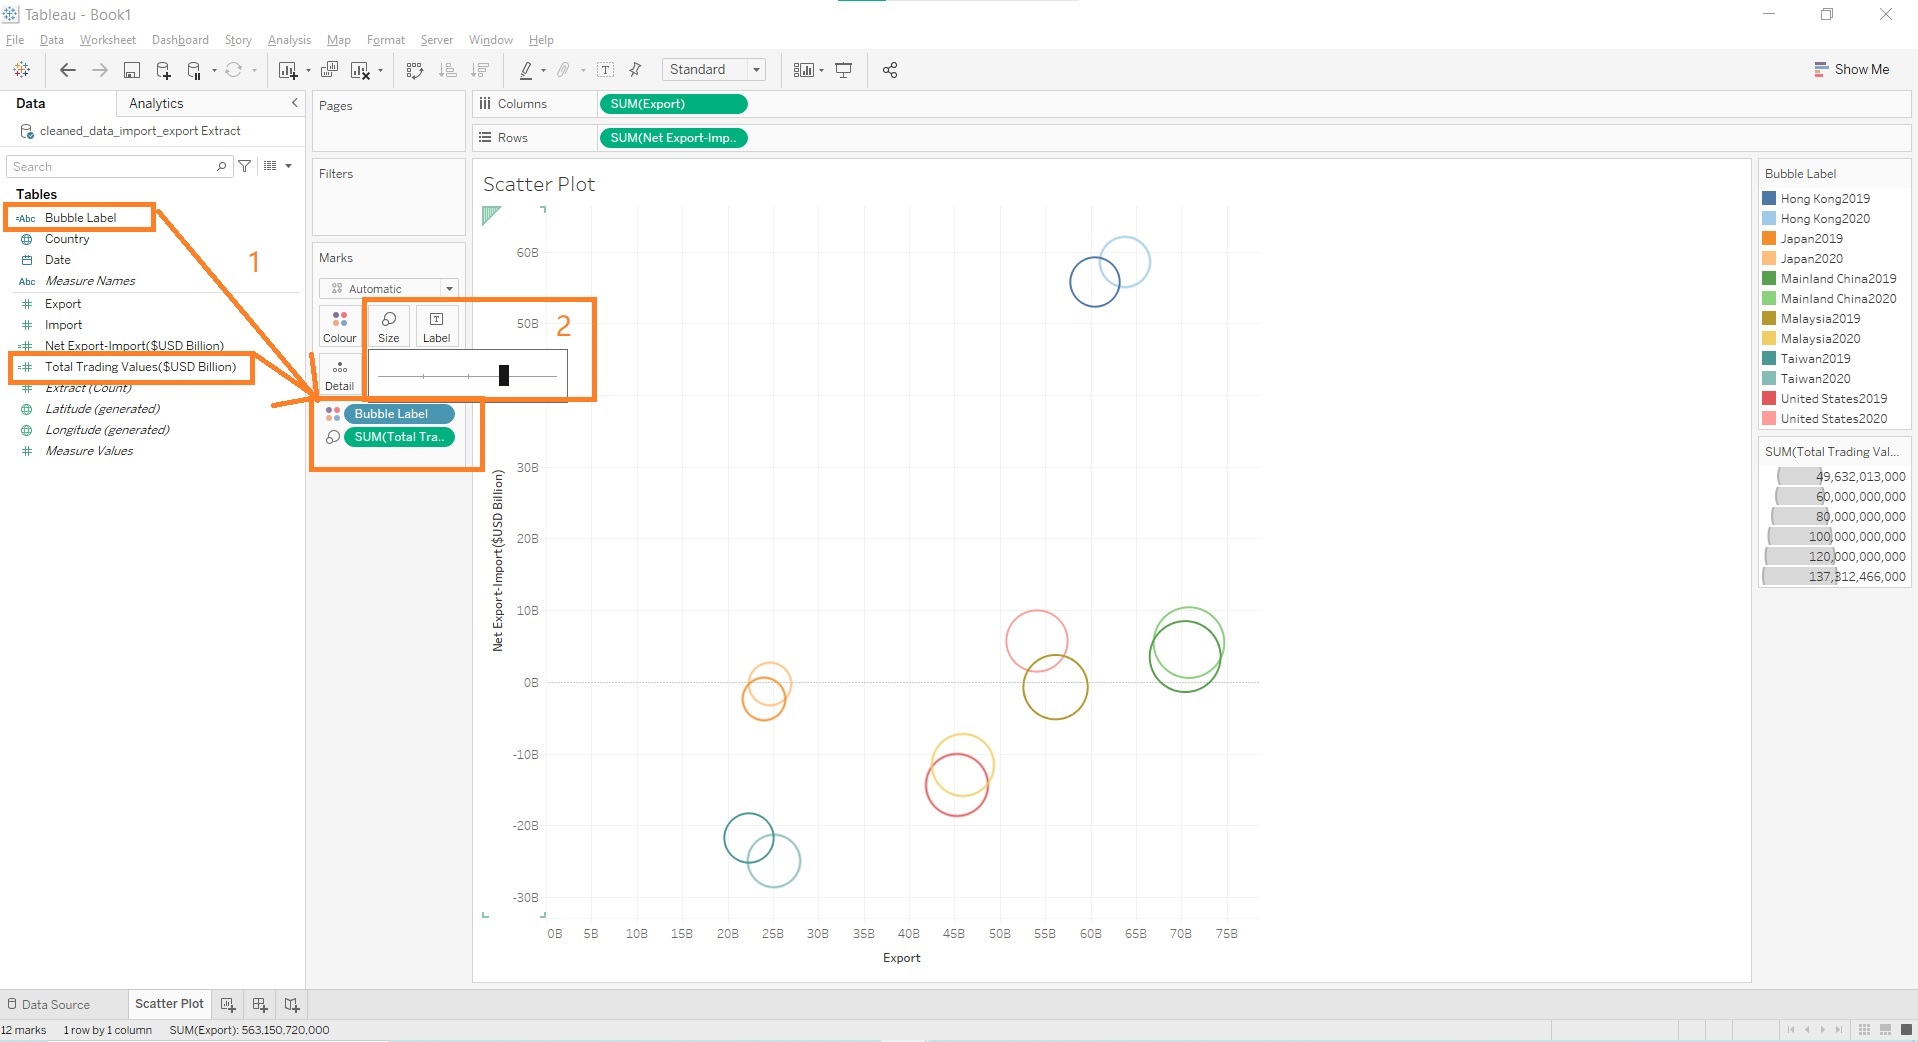 Tableau - Book1
File Data Worksheet Dashboard Story Analysis Map Format Server Window Help
Standard
Show Me
Data Analytics
cleaned_data_import_export Extract
Search
Tables
Abc Bubble Label
Country
Date
Abc Measure Names
Export
Import
Net Export-Import($USD Billion)
Total Trading Values($USD Billion)
Extract (Count)
Latitude (generated)
Longitude (generated)
Measure Values
1
Pages
Filters
Marks
Automatic
Colour Size Label
Detail
2
Bubble Label
SUM(Total Tra..
Columns SUM(Export)
Rows SUM(Net Export-Imp..
Scatter Plot
60B
50B
30B
20B
10B
0B
-10B
-20B
-30B
Net Export-Import($USD Billion)
0B 5B 10B 15B 20B 25B 30B 35B 40B 45B 50B 55B 60B 65B 70B 75B
Export
Bubble Label
Hong Kong2019
Hong Kong2020
Japan2019
Japan2020
Mainland China2019
Mainland China2020
Malaysia2019
Malaysia2020
Taiwan2019
Taiwan2020
United States2019
United States2020
SUM(Total Trading Val...
49,632,013,000
60,000,000,000
80,000,000,000
100,000,000,000
120,000,000,000
137,312,466,000
Data Source Scatter Plot
12 marks 1 row by 1 column SUM(Export): 563,150,720,000